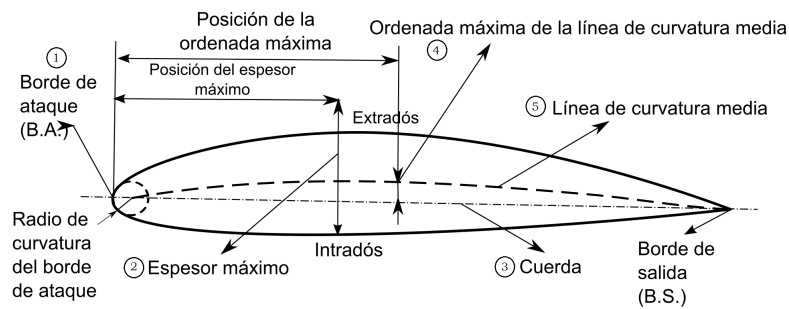 Posición de la
ordenada máxima
Ordenada máxima de la línea de curvatura media
④
①
Borde de
ataque
(B.A.)
Posición del espesor
máximo
Extradós
⑤ Línea de curvatura media
Radio de
curvatura
del borde
de ataque
② Espesor máximo
Intradós
③ Cuerda
Borde de
salida
(B.S.)